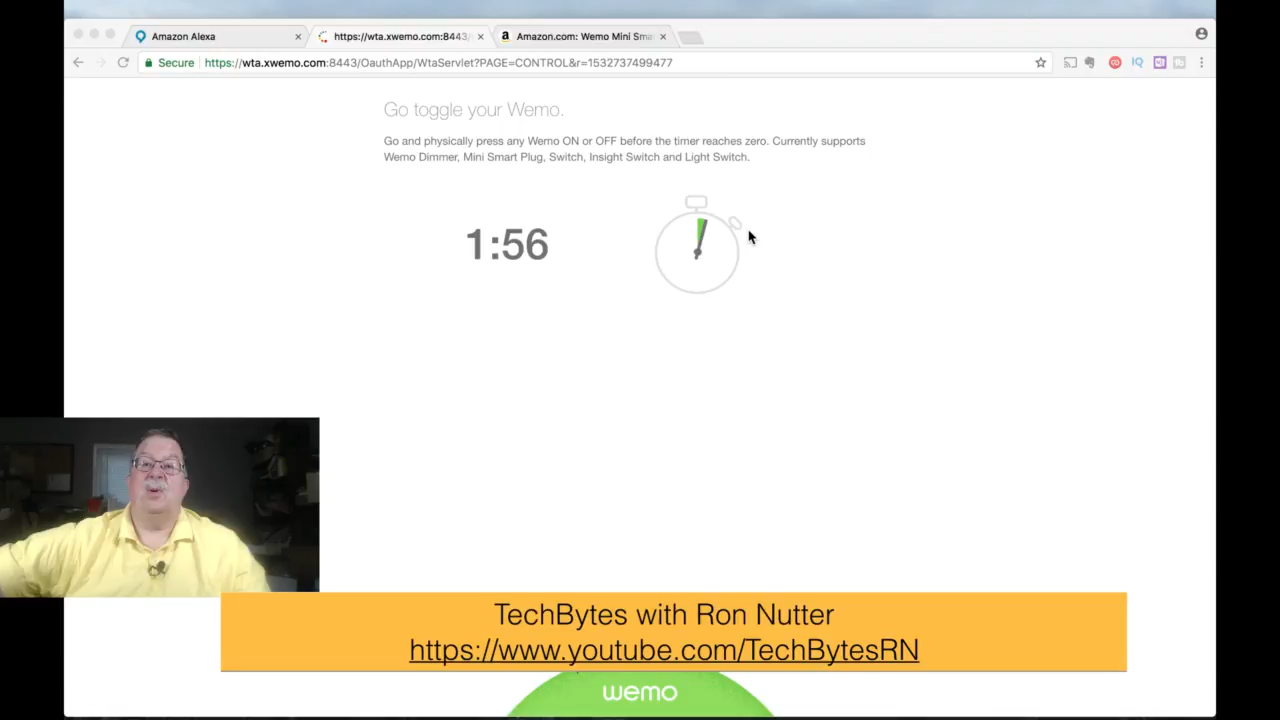 Amazon Alexa
https://wta.xwemo.com:8443/
Amazon.com: Wemo Mini Sma
Secure
https://wta.xwemo.com:8443/OauthApp/WtaServlet?PAGE=CONTROL&r=1532737499477
Go toggle your Wemo.
Go and physically press any Wemo ON or OFF before the timer reaches zero. Currently supports
Wemo Dimmer, Mini Smart Plug, Switch, Insight Switch and Light Switch.
1:56
TechBytes with Ron Nutter
https://www.youtube.com/TechBytesRN
wemo